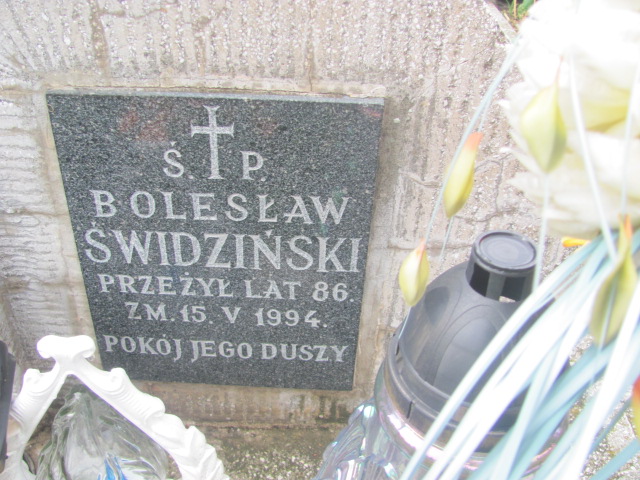 Ś. P.
BOLESŁAW
ŚWIDZIŃSKI
PRZEŻYŁ LAT 86.
ZM. 15. V 1994.
POKÓJ JEGO DUSZY